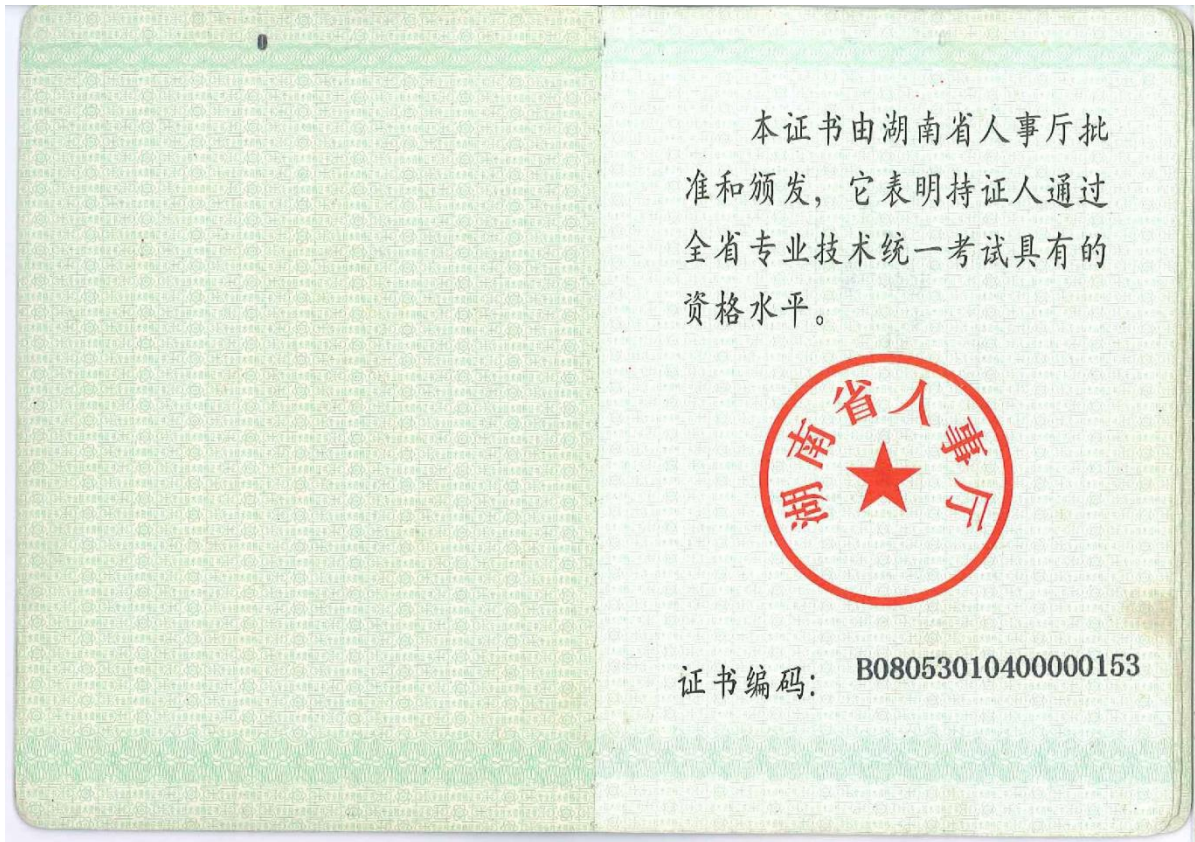 0
本证书由湖南省人事厅批
准和颁发，它表明持证人通过
全省专业技术统一考试具有的
资格水平。
湖南省人事厅
证书编码：B08053010400000153